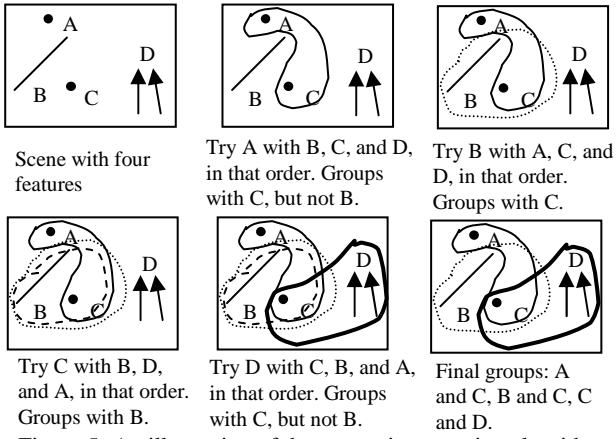 A
B
C
D
Scene with four
features
A
B
C
D
Try A with B, C, and D,
in that order. Groups
with C, but not B.
A
B
C
D
Try B with A, C, and
D, in that order.
Groups with C.
A
B
C
D
Try C with B, D,
and A, in that order.
Groups with B.
A
B
C
D
Try D with C, B, and A,
in that order. Groups
with C, but not B.
A
B
C
D
Final groups: A
and C, B and C, C
and D.